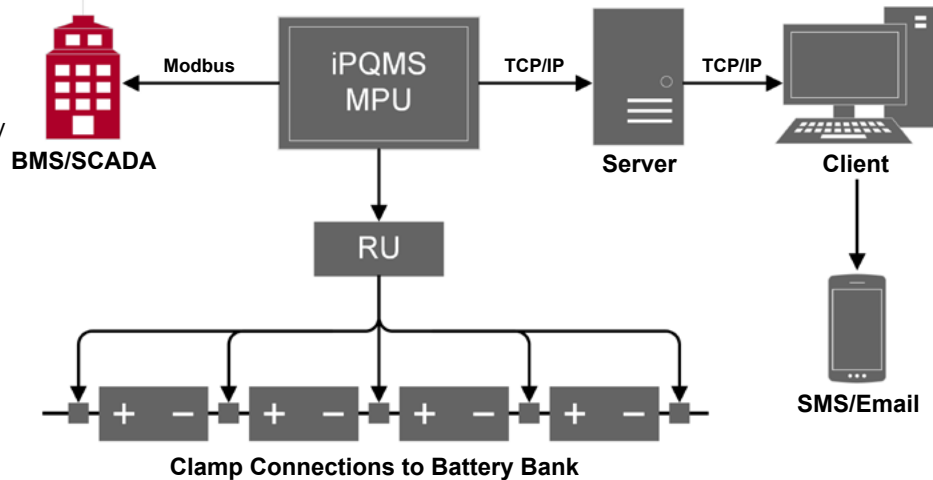 Modbus
iPQMS
MPU
TCP/IP
TCP/IP
y
BMS/SCADA
Server
Client
RU
+ − + − + − + −
SMS/Email
Clamp Connections to Battery Bank